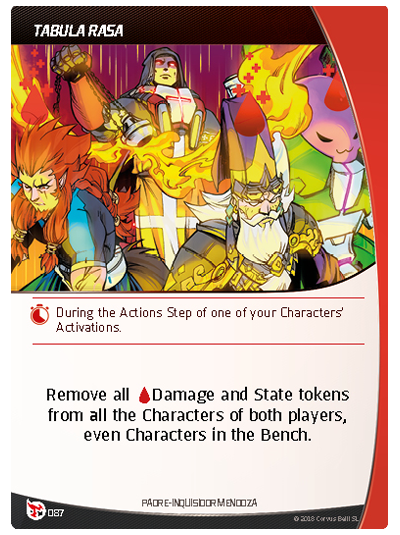 TABULA RASA
During the Actions Step of one of your Characters'
Activations.
Remove all Damage and State tokens
from all the Characters of both players,
even Characters in the Bench.
PADRE-INQUISIDOR MENDOZA
087
© 2018 Corvus Belli SL